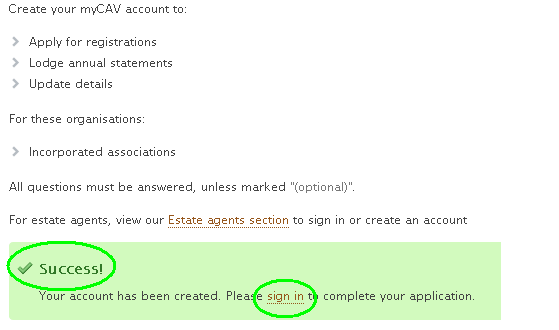 Create your myCAV account to:
Apply for registrations
Lodge annual statements
Update details
For these organisations:
Incorporated associations
All questions must be answered, unless marked "(optional)".
For estate agents, view our Estate agents section to sign in or create an account
Success!
Your account has been created. Please sign in to complete your application.